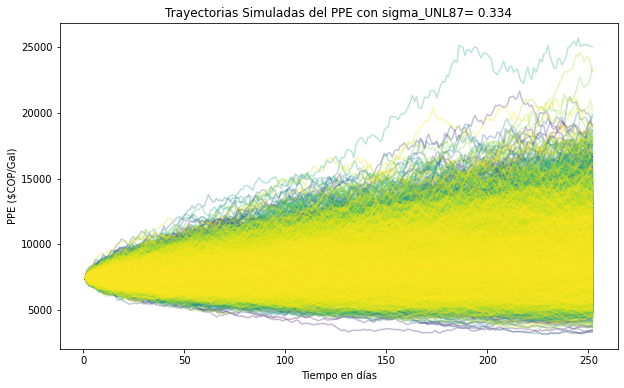 Trayectorias Simuladas del PPE con sigma_UNL87= 0.334
25000
20000
15000
10000
5000
PPE ($COP/Gal)
0 50 100 150 200 250
Tiempo en días